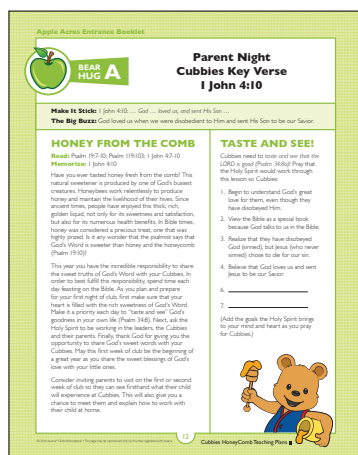 Apple Acres Entrance Booklet
BEAR
HUG A
Parent Night
Cubbies Key Verse
1 John 4:10
Make It Stick: 1 John 4:10: … God … loved us, and sent His Son …
The Big Buzz: God loved us when we were disobedient to Him and sent His Son to be our Savior.
HONEY FROM THE COMB
Read: Psalm 19:7-10; Psalm 119:103; 1 John 4:7-10
Memorize: 1 John 4:10
Have you ever tasted honey fresh from the comb? This
natural sweetener is produced by one of God's busiest
creatures. Honeybees work relentlessly to produce
honey and maintain the livelihood of their hives. Since
ancient times, people have enjoyed this thick, rich,
golden liquid, not only for its sweetness and satisfaction,
but also for its numerous health benefits. In Bible times,
honey was considered a precious treat, one that was
highly prized. Is it any wonder that the psalmist says that
God's Word is sweeter than honey and the honeycomb
(Psalm 19:10)?
This year you have the incredible responsibility to share
the sweet truths of God's Word with your Cubbies. In
order to best fulfill this responsibility, spend time each
day feasting on the Bible. As you plan and prepare
for your first night of club, first make sure that your
heart is filled with the rich sweetness of God's Word.
Make it a priority each day to "taste and see" God's
goodness in your own life (Psalm 34:8). Next, ask the
Holy Spirit to be working in the leaders, the Cubbies
and their parents. Finally, thank God for giving you the
opportunity to share God's sweet words with your
Cubbies. May this first week of club be the beginning of
a great year as you share the sweet blessings of God's
love with your little ones.
Consider inviting parents to visit on the first or second
week of club so they can see firsthand what their child
will experience at Cubbies. This will also give you a
chance to meet them and explain how to work with
their child at home.
TASTE AND SEE!
Cubbies need to taste and see that the
LORD is good (Psalm 34:8a)! Pray that
the Holy Spirit would work through
this lesson so Cubbies:
1. Begin to understand God's great
love for them, even though they
have disobeyed Him.
2. View the Bible as a special book
because God talks to us in the Bible.
3. Realize that they have disobeyed
God (sinned), but Jesus (who never
sinned) chose to die for our sin.
4. Believe that God loves us and sent
Jesus to be our Savior.
6.
7.
(Add the goals the Holy Spirit brings
to your mind and heart as you pray
for Cubbies.)
12
Cubbies HoneyComb Teaching Plans